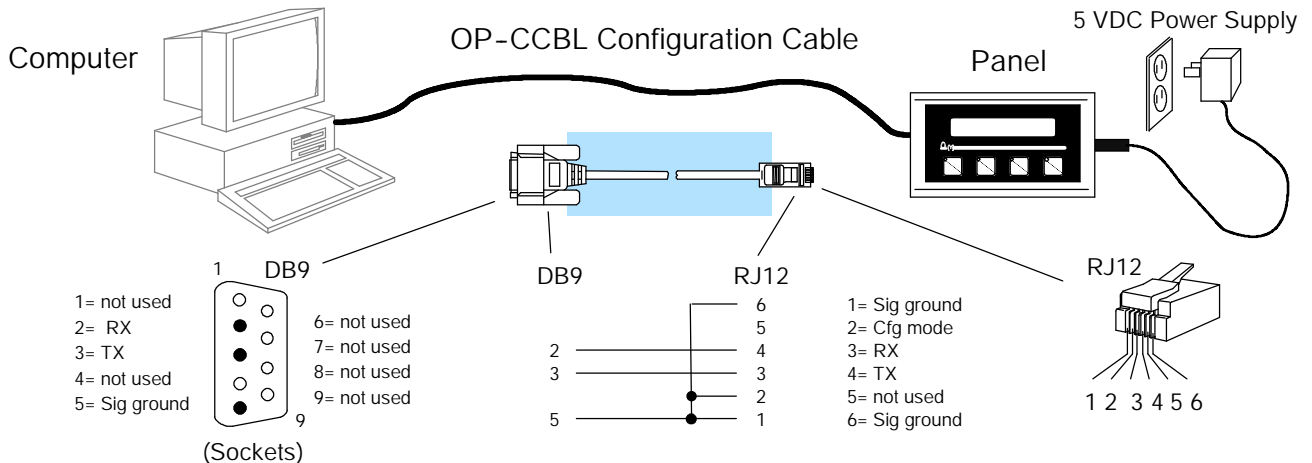 5 VDC Power Supply
Computer
OP-CCBL Configuration Cable
Panel
1
DB9
1= not used
2= RX
3= TX
4= not used
5= Sig ground
6= not used
7= not used
8= not used
9= not used
9
(Sockets)
DB9
RJ12
2
3
5
6
5
4
3
2
1
1= Sig ground
2= Cfg mode
3= RX
4= TX
5= not used
6= Sig ground
RJ12
1 2 3 4 5 6